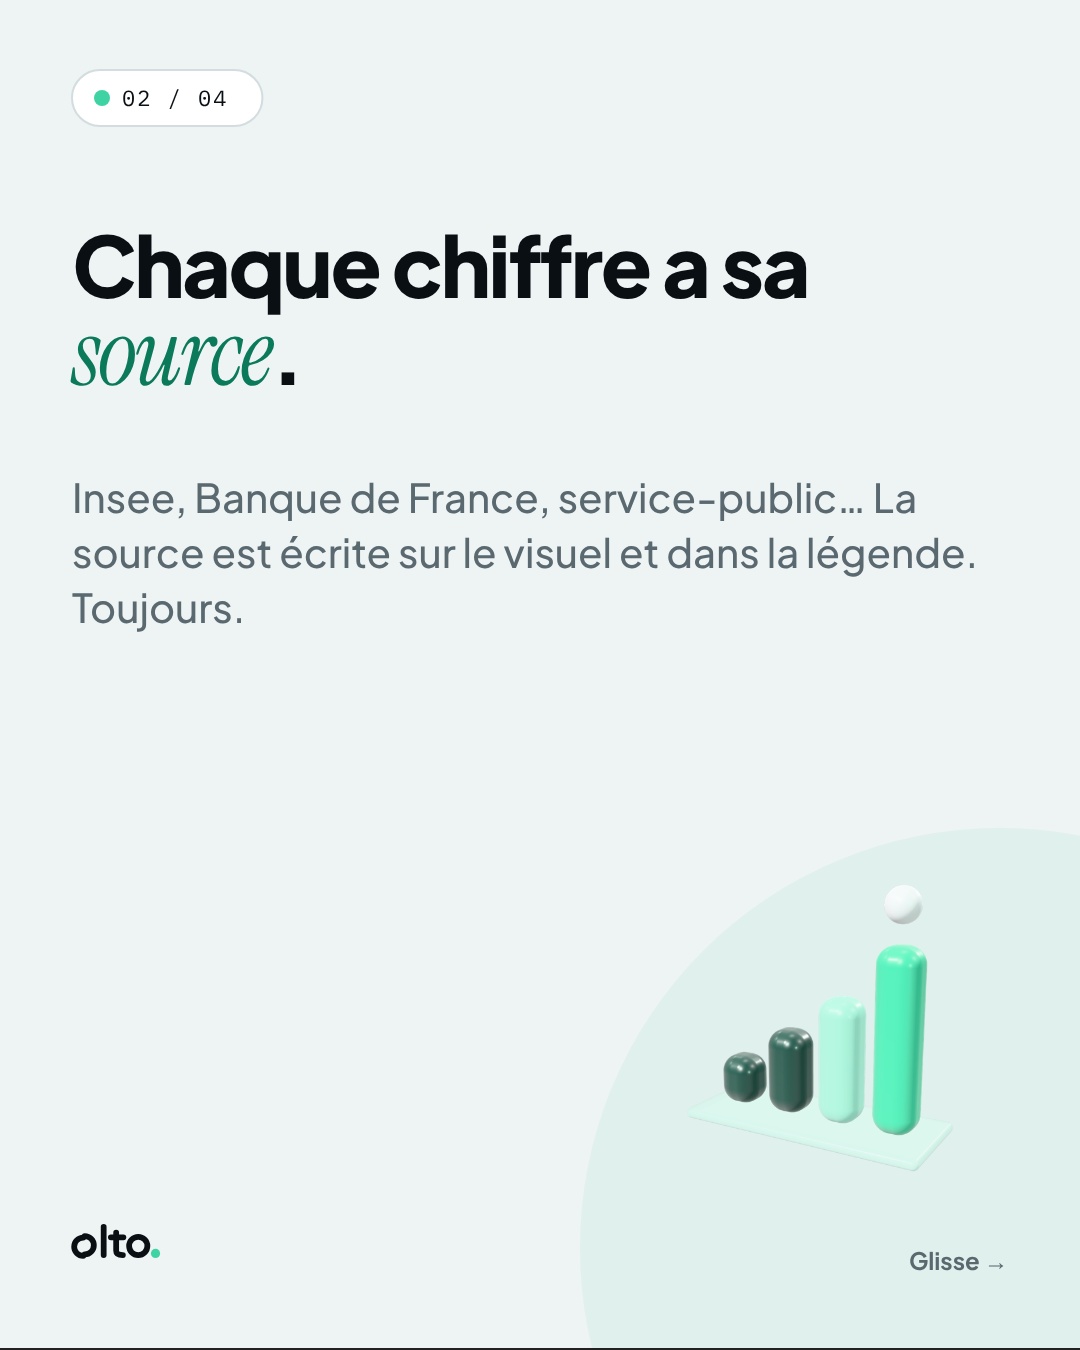 02 / 04
Chaque chiffre a sa
source.
Insee, Banque de France, service-public… La
source est écrite sur le visuel et dans la légende.
Toujours.
olto.
Glisse →